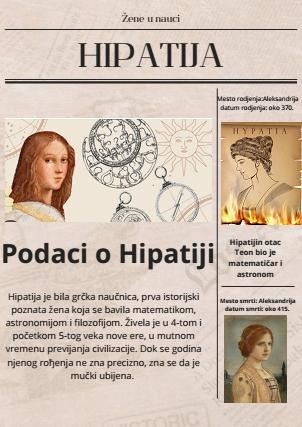 Žene u nauci
HIPATIJA
Mesto rodjenja:Aleksandrija
datum rodjenja: oko 370.
HYPATIA
Podaci o Hipatiji
Hipatijin otac
Teon bio je
matematičar i
astronom
Hipatija je bila grčka naučnica, prva istorijski
poznata žena koja se bavila matematikom,
astronomijom i filozofijom. Živela je u 4-tom i
početkom 5-tog veka nove ere, u mutnom
vremenu previjanja civilizacije. Dok se godina
njenog rođenja ne zna precizno, zna se da je
mučki ubijena.
Mesto smrti: Aleksandrija
datum smrti: oko 415.